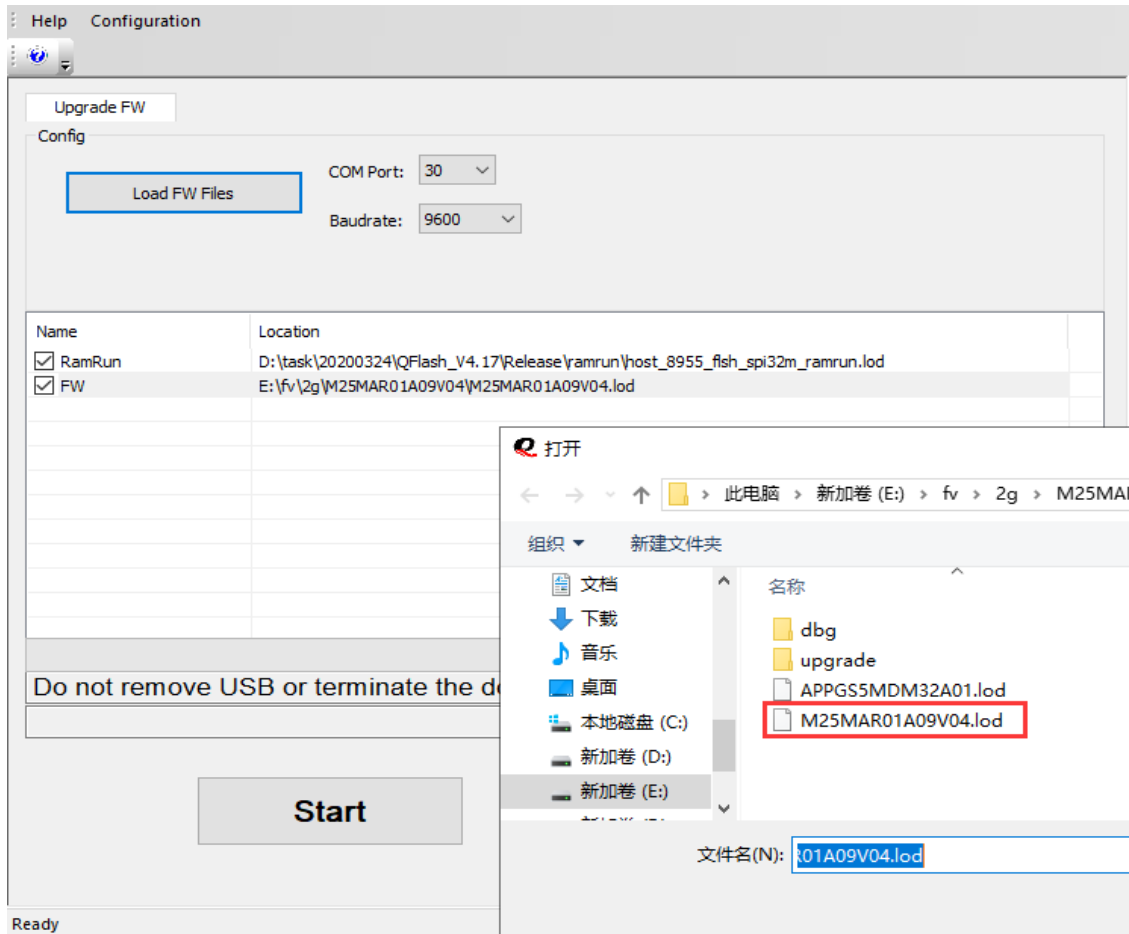 Help Configuration
Upgrade FW
Config
Load FW Files
COM Port: 30
Baudrate: 9600
Name Location
RamRun D:\task\20200324\QFlash_V4.17\Release\ramrun\host_8955_flsh_spi32m_ramrun.lod
FW E:\fv\2g\M25MAR01A09V04\M25MAR01A09V04.lod
打开
此电脑 > 新加卷 (E:) > fv > 2g > M25MAR
组织 新建文件夹
文档
下载
音乐
桌面
本地磁盘 (C:)
新加卷 (D:)
新加卷 (E:)
名称
dbg
upgrade
APPGS5MDM32A01.lod
M25MAR01A09V04.lod
Do not remove USB or terminate the
文件名(N): R01A09V04.lod
Start
Ready